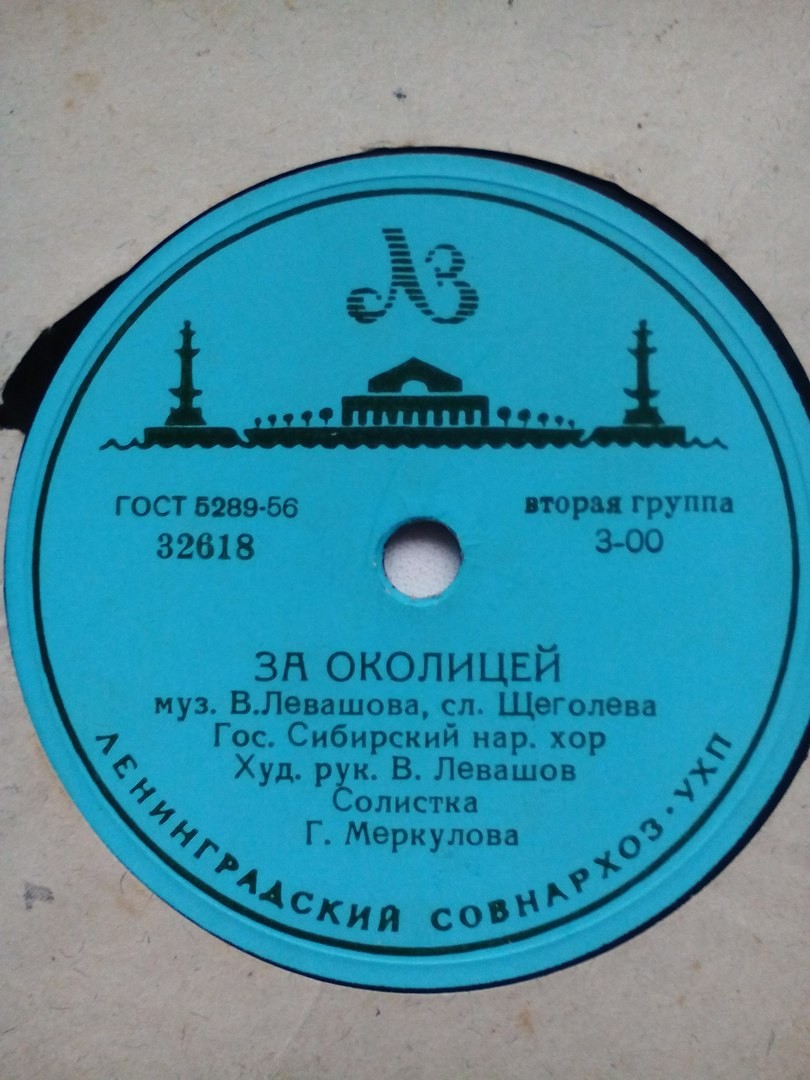 ЛЗ
ГОСТ 5289-56
32618
вторая группа
3-00
ЗА ОКОЛИЦЕЙ
муз. В.Левашова, сл. Щеголева
Гос. Сибирский нар. хор
Худ. рук. В. Левашов
Солистка
Г. Меркулова
ЛЕНИНГРАДСКИЙ СОВНАРХОЗ·УХП